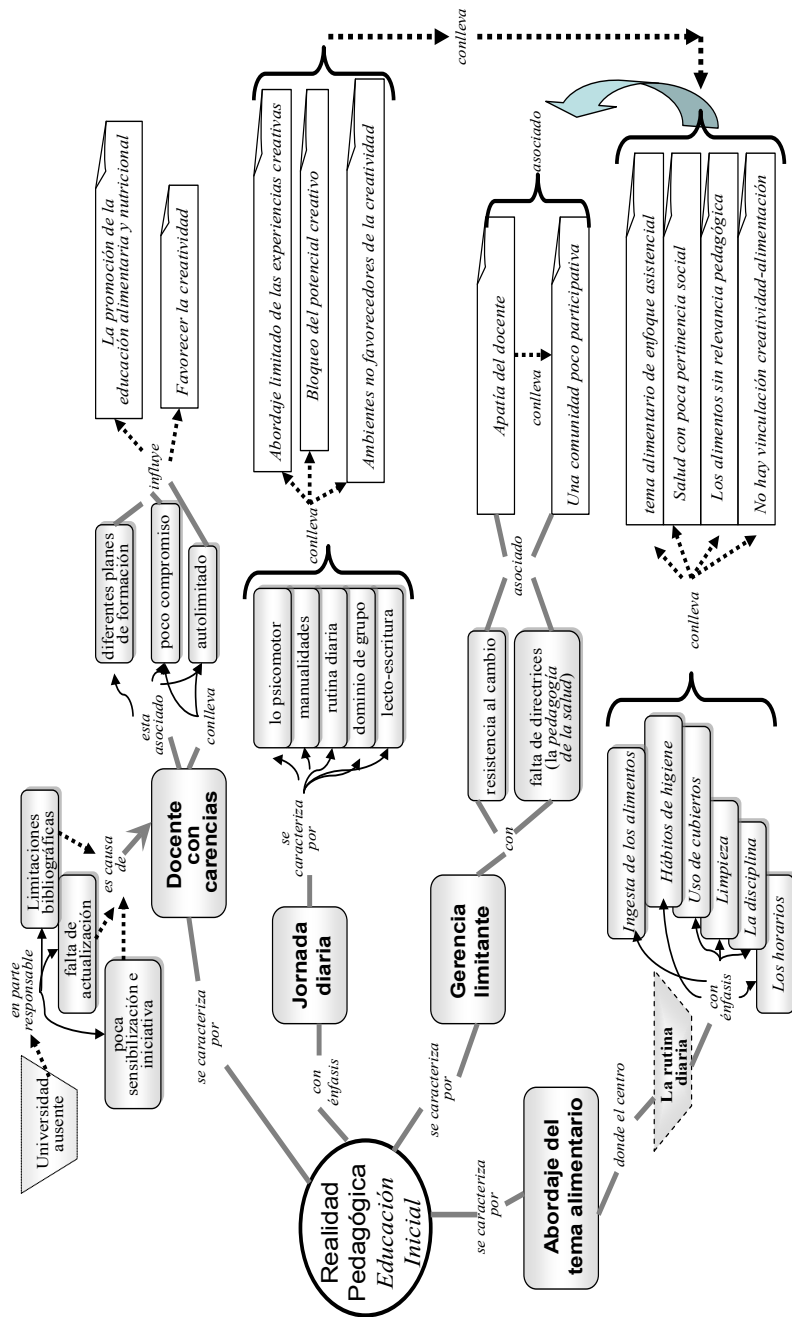 Realidad
Pedagógica
Educación
Inicial
se caracteriza
por
Docente
con
carencias
Universidad
ausente
en parte
responsable
Limitaciones
bibliográficas
falta de
actualización
poca
sensibilización e
iniciativa
es causa
de
esta
asociado
conlleva
diferentes planes
de formación
poco compromiso
autolimitado
influye
La promoción de la
educación alimentaria y nutricional
Favorecer la creatividad
con
énfasis
Jornada
diaria
se
caracteriza
por
lo psicomotor
manualidades
rutina diaria
dominio de grupo
lecto-escritura
conlleva
Abordaje limitado de las experiencias creativas
Bloqueo del potencial creativo
Ambientes no favorecedores de la creatividad
conlleva
se caracteriza
por
Gerencia
limitante
con
resistencia al cambio
falta de directrices
(la pedagogía
de la salud)
asociado
Apatía del docente
conlleva
Una comunidad poco participativa
asociado
se caracteriza
por
Abordaje del
tema alimentario
donde el centro
La rutina
diaria
con
énfasis
Ingesta de los alimentos
Hábitos de higiene
Uso de cubiertos
Limpieza
La disciplina
Los horarios
conlleva
tema alimentario de enfoque asistencial
Salud con poca pertinencia social
Los alimentos sin relevancia pedagógica
No hay vinculación creatividad-alimentación